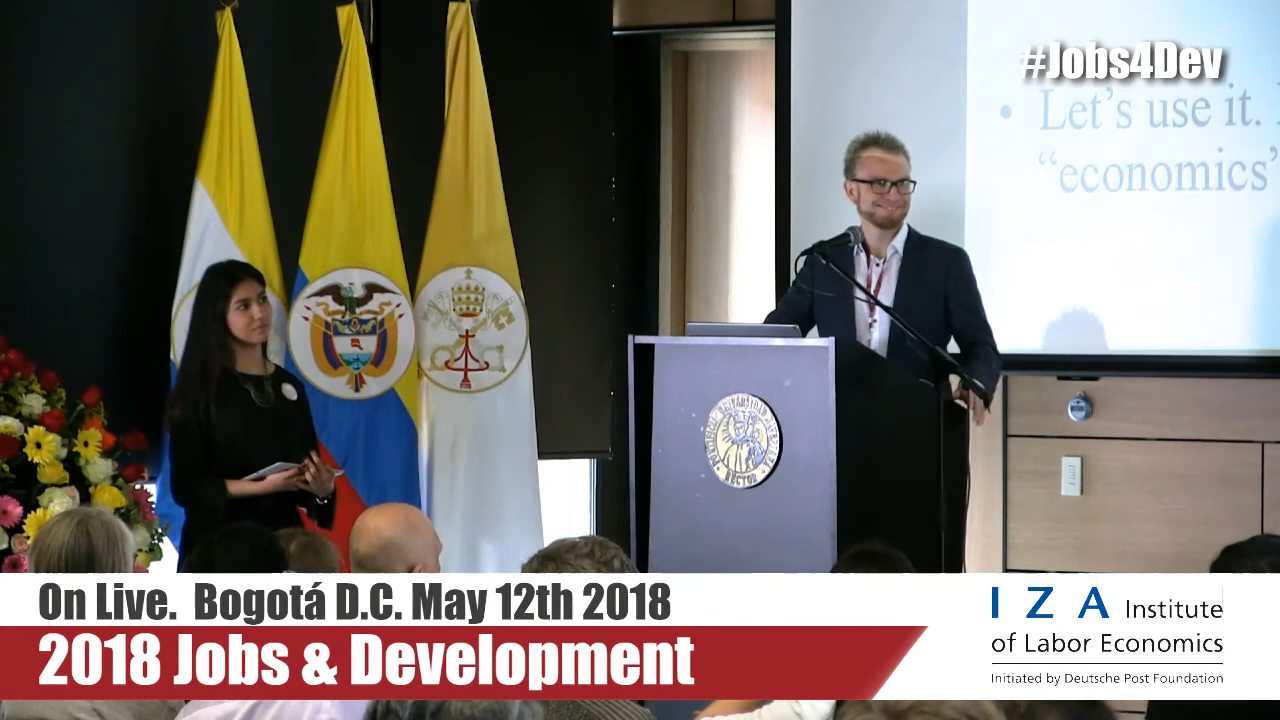 #Jobs4Dev
• Let's use it.
"economics"
On Live. Bogotá D.C. May 12th 2018
2018 Jobs & Development
IZA Institute
of Labor Economics
Initiated by Deutsche Post Foundation